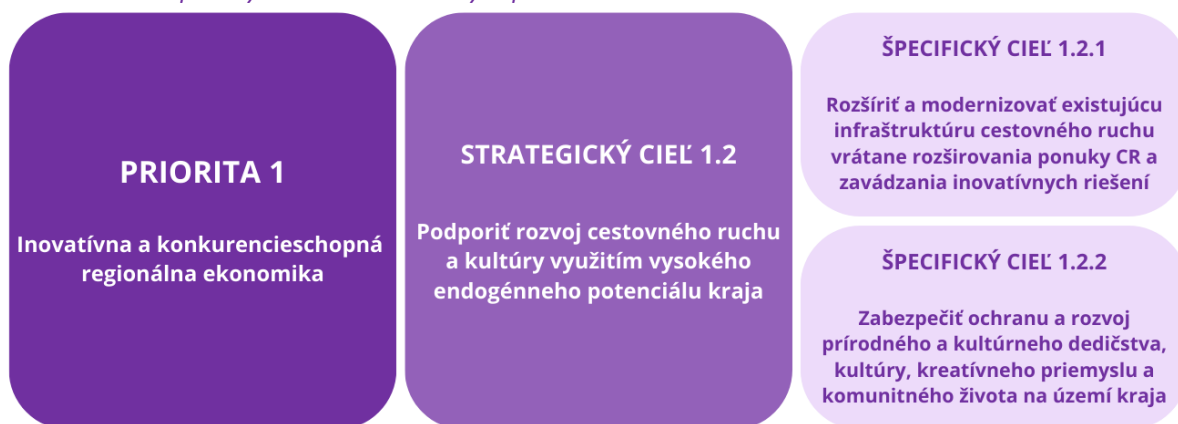 PRIORITA 1
Inovatívna a konkurencieschopná
regionálna ekonomika
STRATEGICKÝ CIEĽ 1.2
Podporiť rozvoj cestovného ruchu
a kultúry využitím vysokého
endogénneho potenciálu kraja
ŠPECIFICKÝ CIEĽ 1.2.1
Rozšíriť a modernizovať existujúcu
infraštruktúru cestovného ruchu
vrátane rozširovania ponuky CR a
zavádzania inovatívnych riešení
ŠPECIFICKÝ CIEĽ 1.2.2
Zabezpečiť ochranu a rozvoj
prírodného a kultúrneho dedičstva,
kultúry, kreatívneho priemyslu a
komunitného života na území kraja